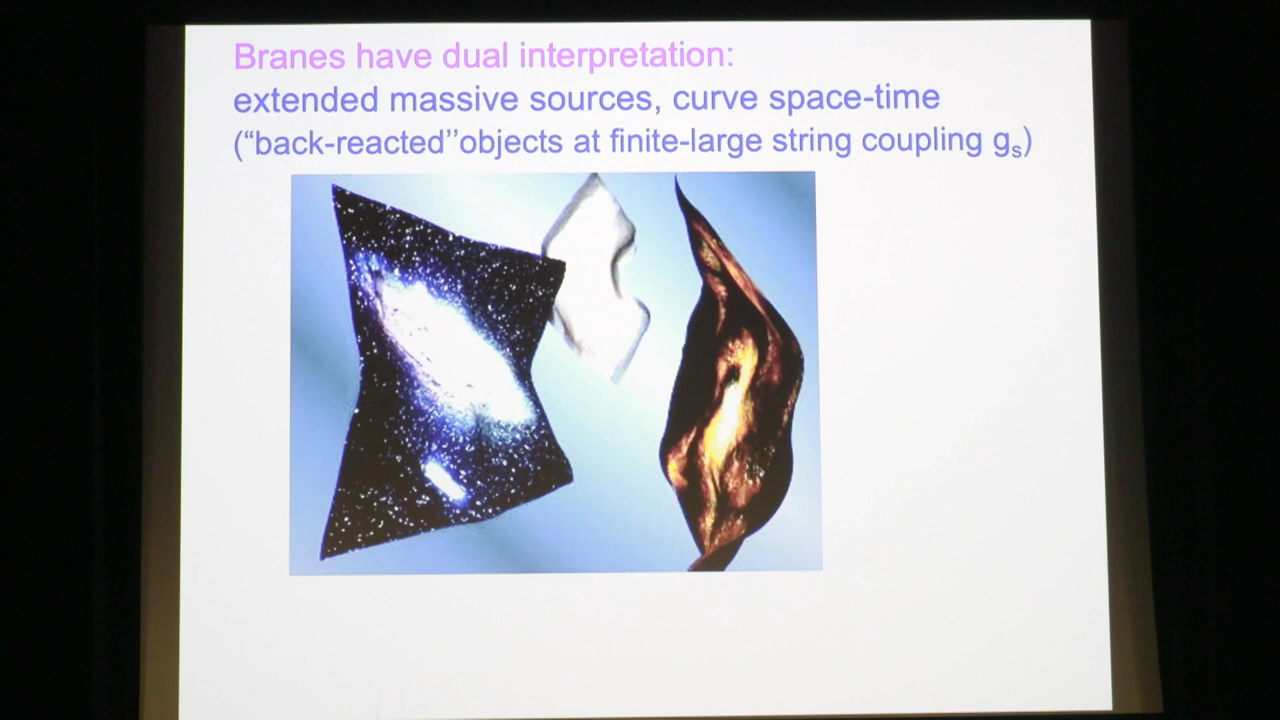 Branes have dual interpretation:
extended massive sources, curve space-time
(“back-reacted’’objects at finite-large string coupling gs)